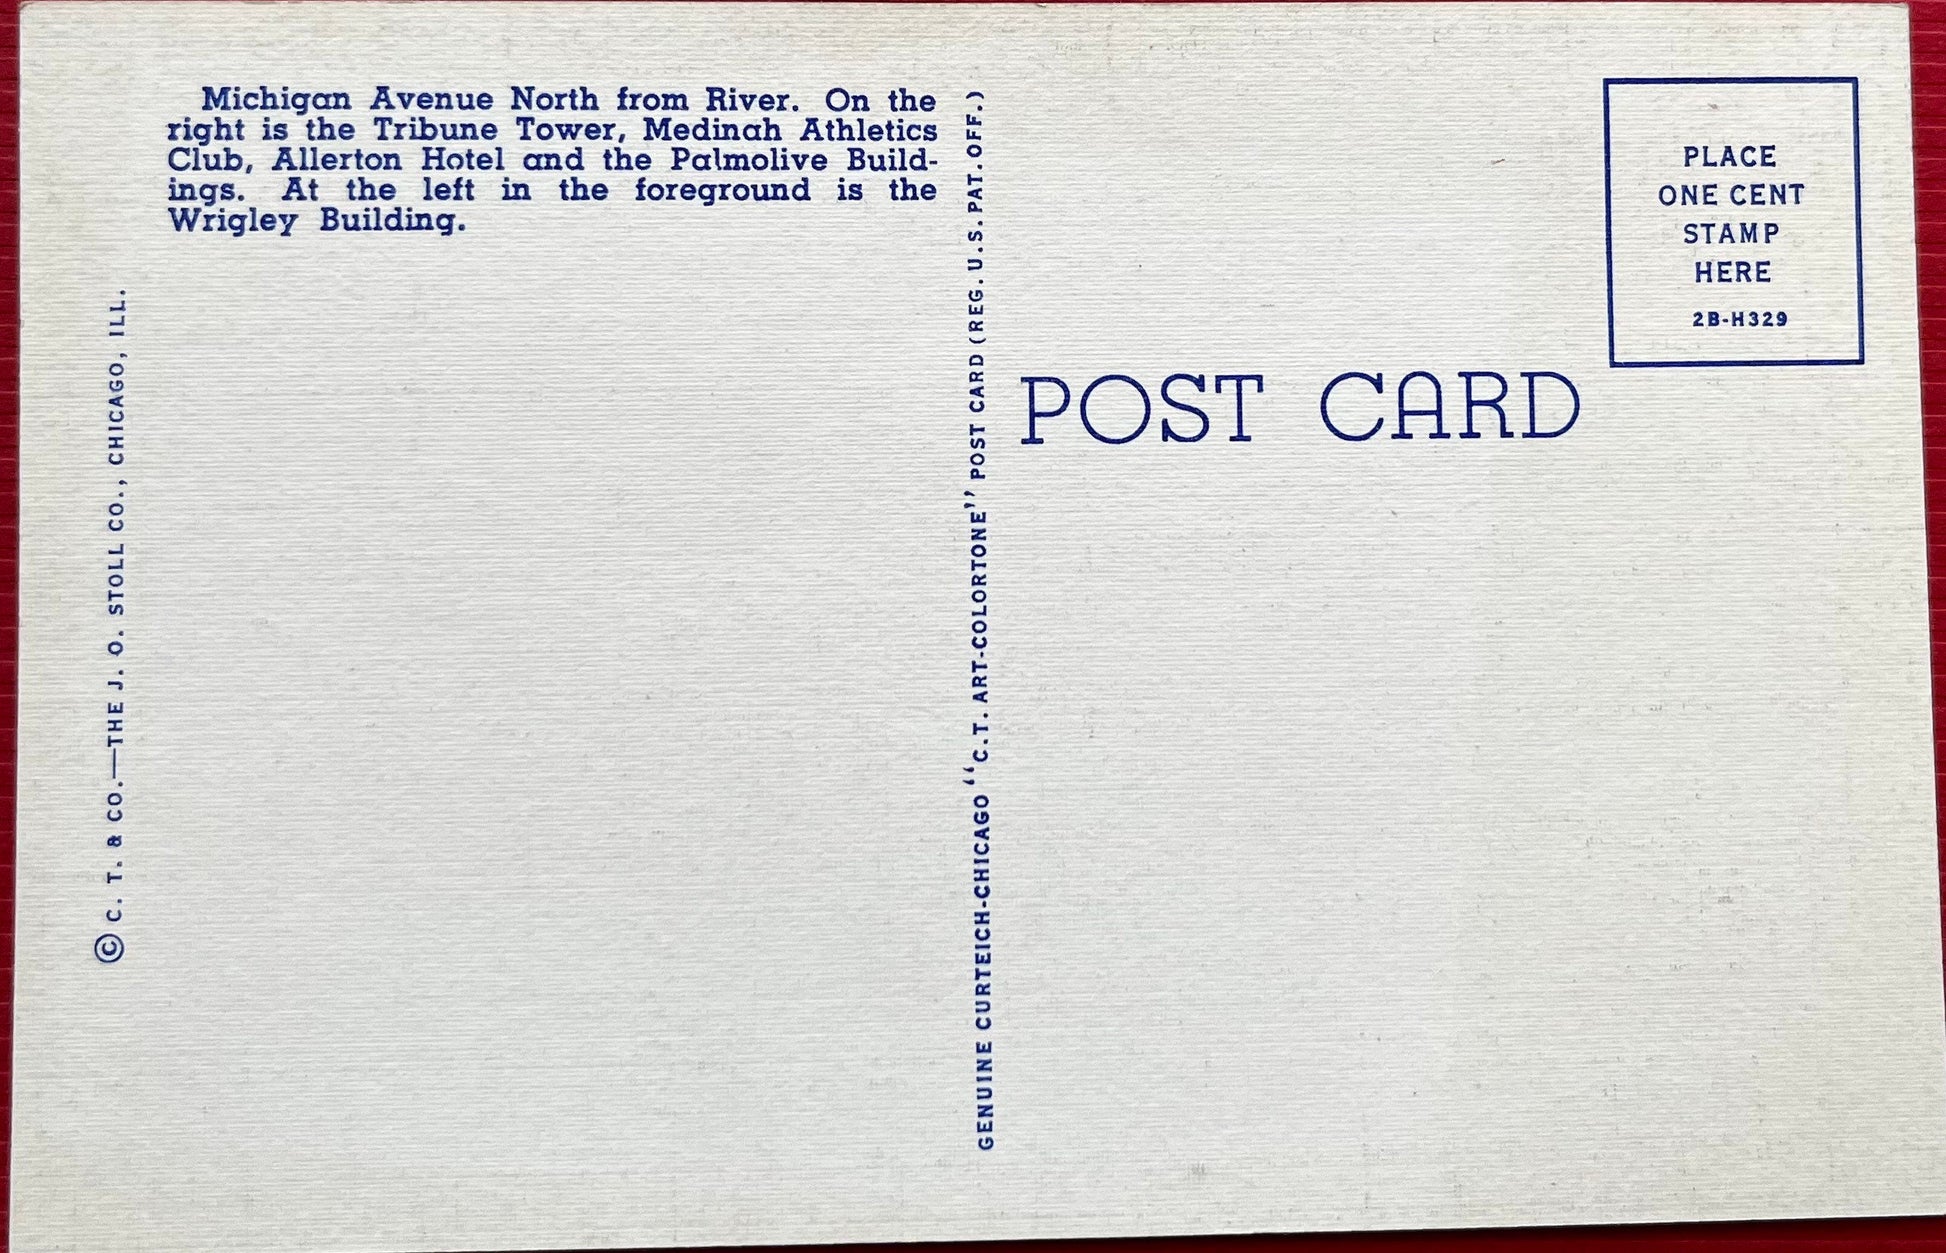 Michigan Avenue North from River. On the
right is the Tribune Tower, Medinah Athletics
Club, Allerton Hotel and the Palmolive Build-
ings. At the left in the foreground is the
Wrigley Building.
© C. T. & CO.—THE J. O. STOLL CO., CHICAGO, ILL.
GENUINE CURTEICH-CHICAGO "C.T. ART-COLORTONE" POST CARD (REG. U.S. PAT. OFF.)
POST CARD
PLACE
ONE CENT
STAMP
HERE
2B-H329